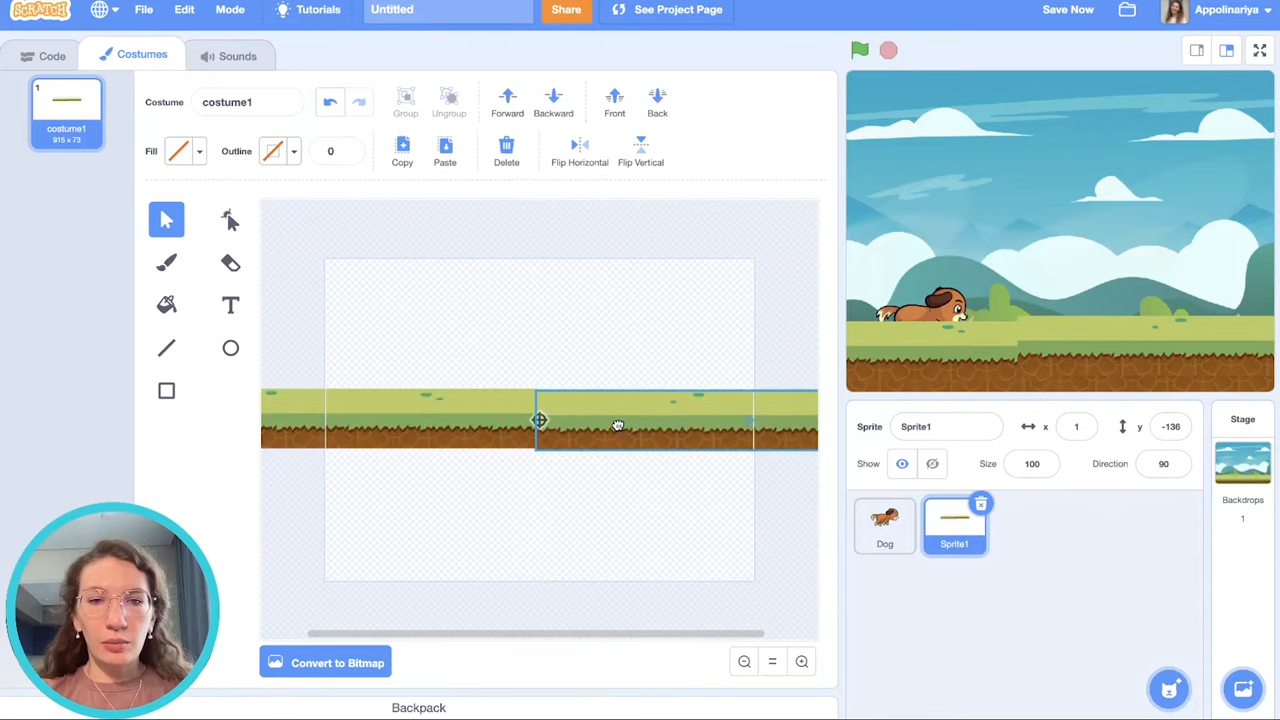 SCRATCH
File
Edit
Mode
Tutorials
Untitled
Share
See Project Page
Save Now
Appolinariya
Code
Costumes
Sounds
1
costume1
915 x 73
Costume
costume1
Group
Ungroup
Forward
Backward
Front
Back
Fill
Outline
0
Copy
Paste
Delete
Flip Horizontal
Flip Vertical
T
Convert to Bitmap
Backpack
Sprite
Sprite1
x
1
y
-136
Show
Size
100
Direction
90
Dog
Sprite1
Stage
Backdrops
1